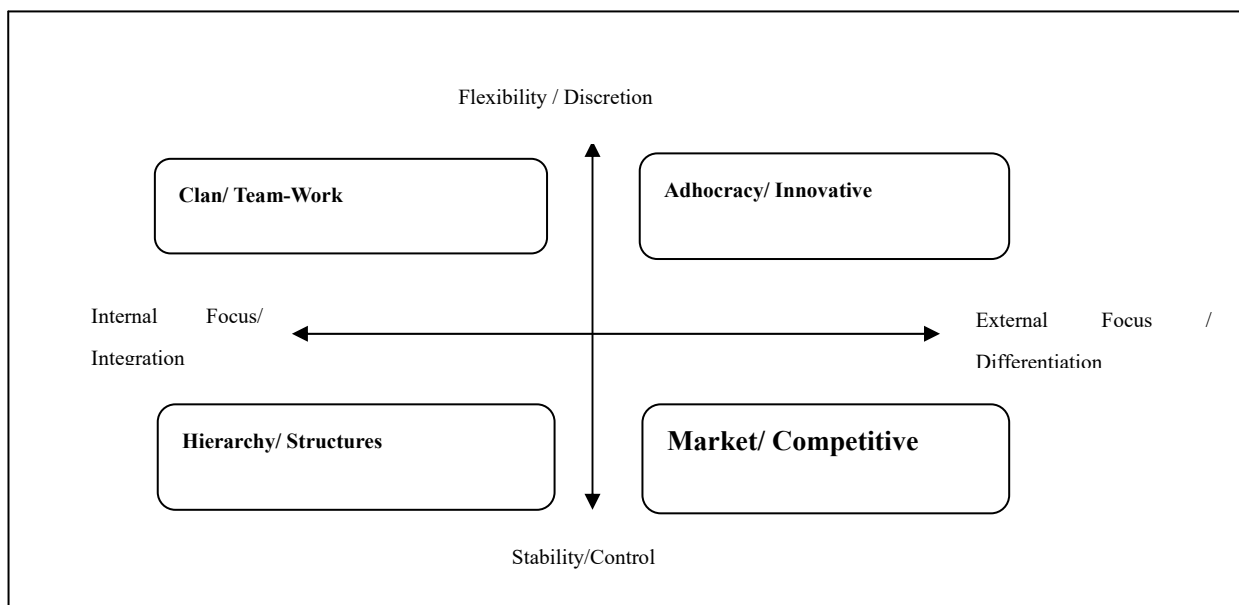 Flexibility / Discretion
Clan/ Team-Work
Adhocracy/ Innovative
Internal Focus/
Integration
External Focus /
Differentiation
Hierarchy/ Structures
Market/ Competitive
Stability/Control